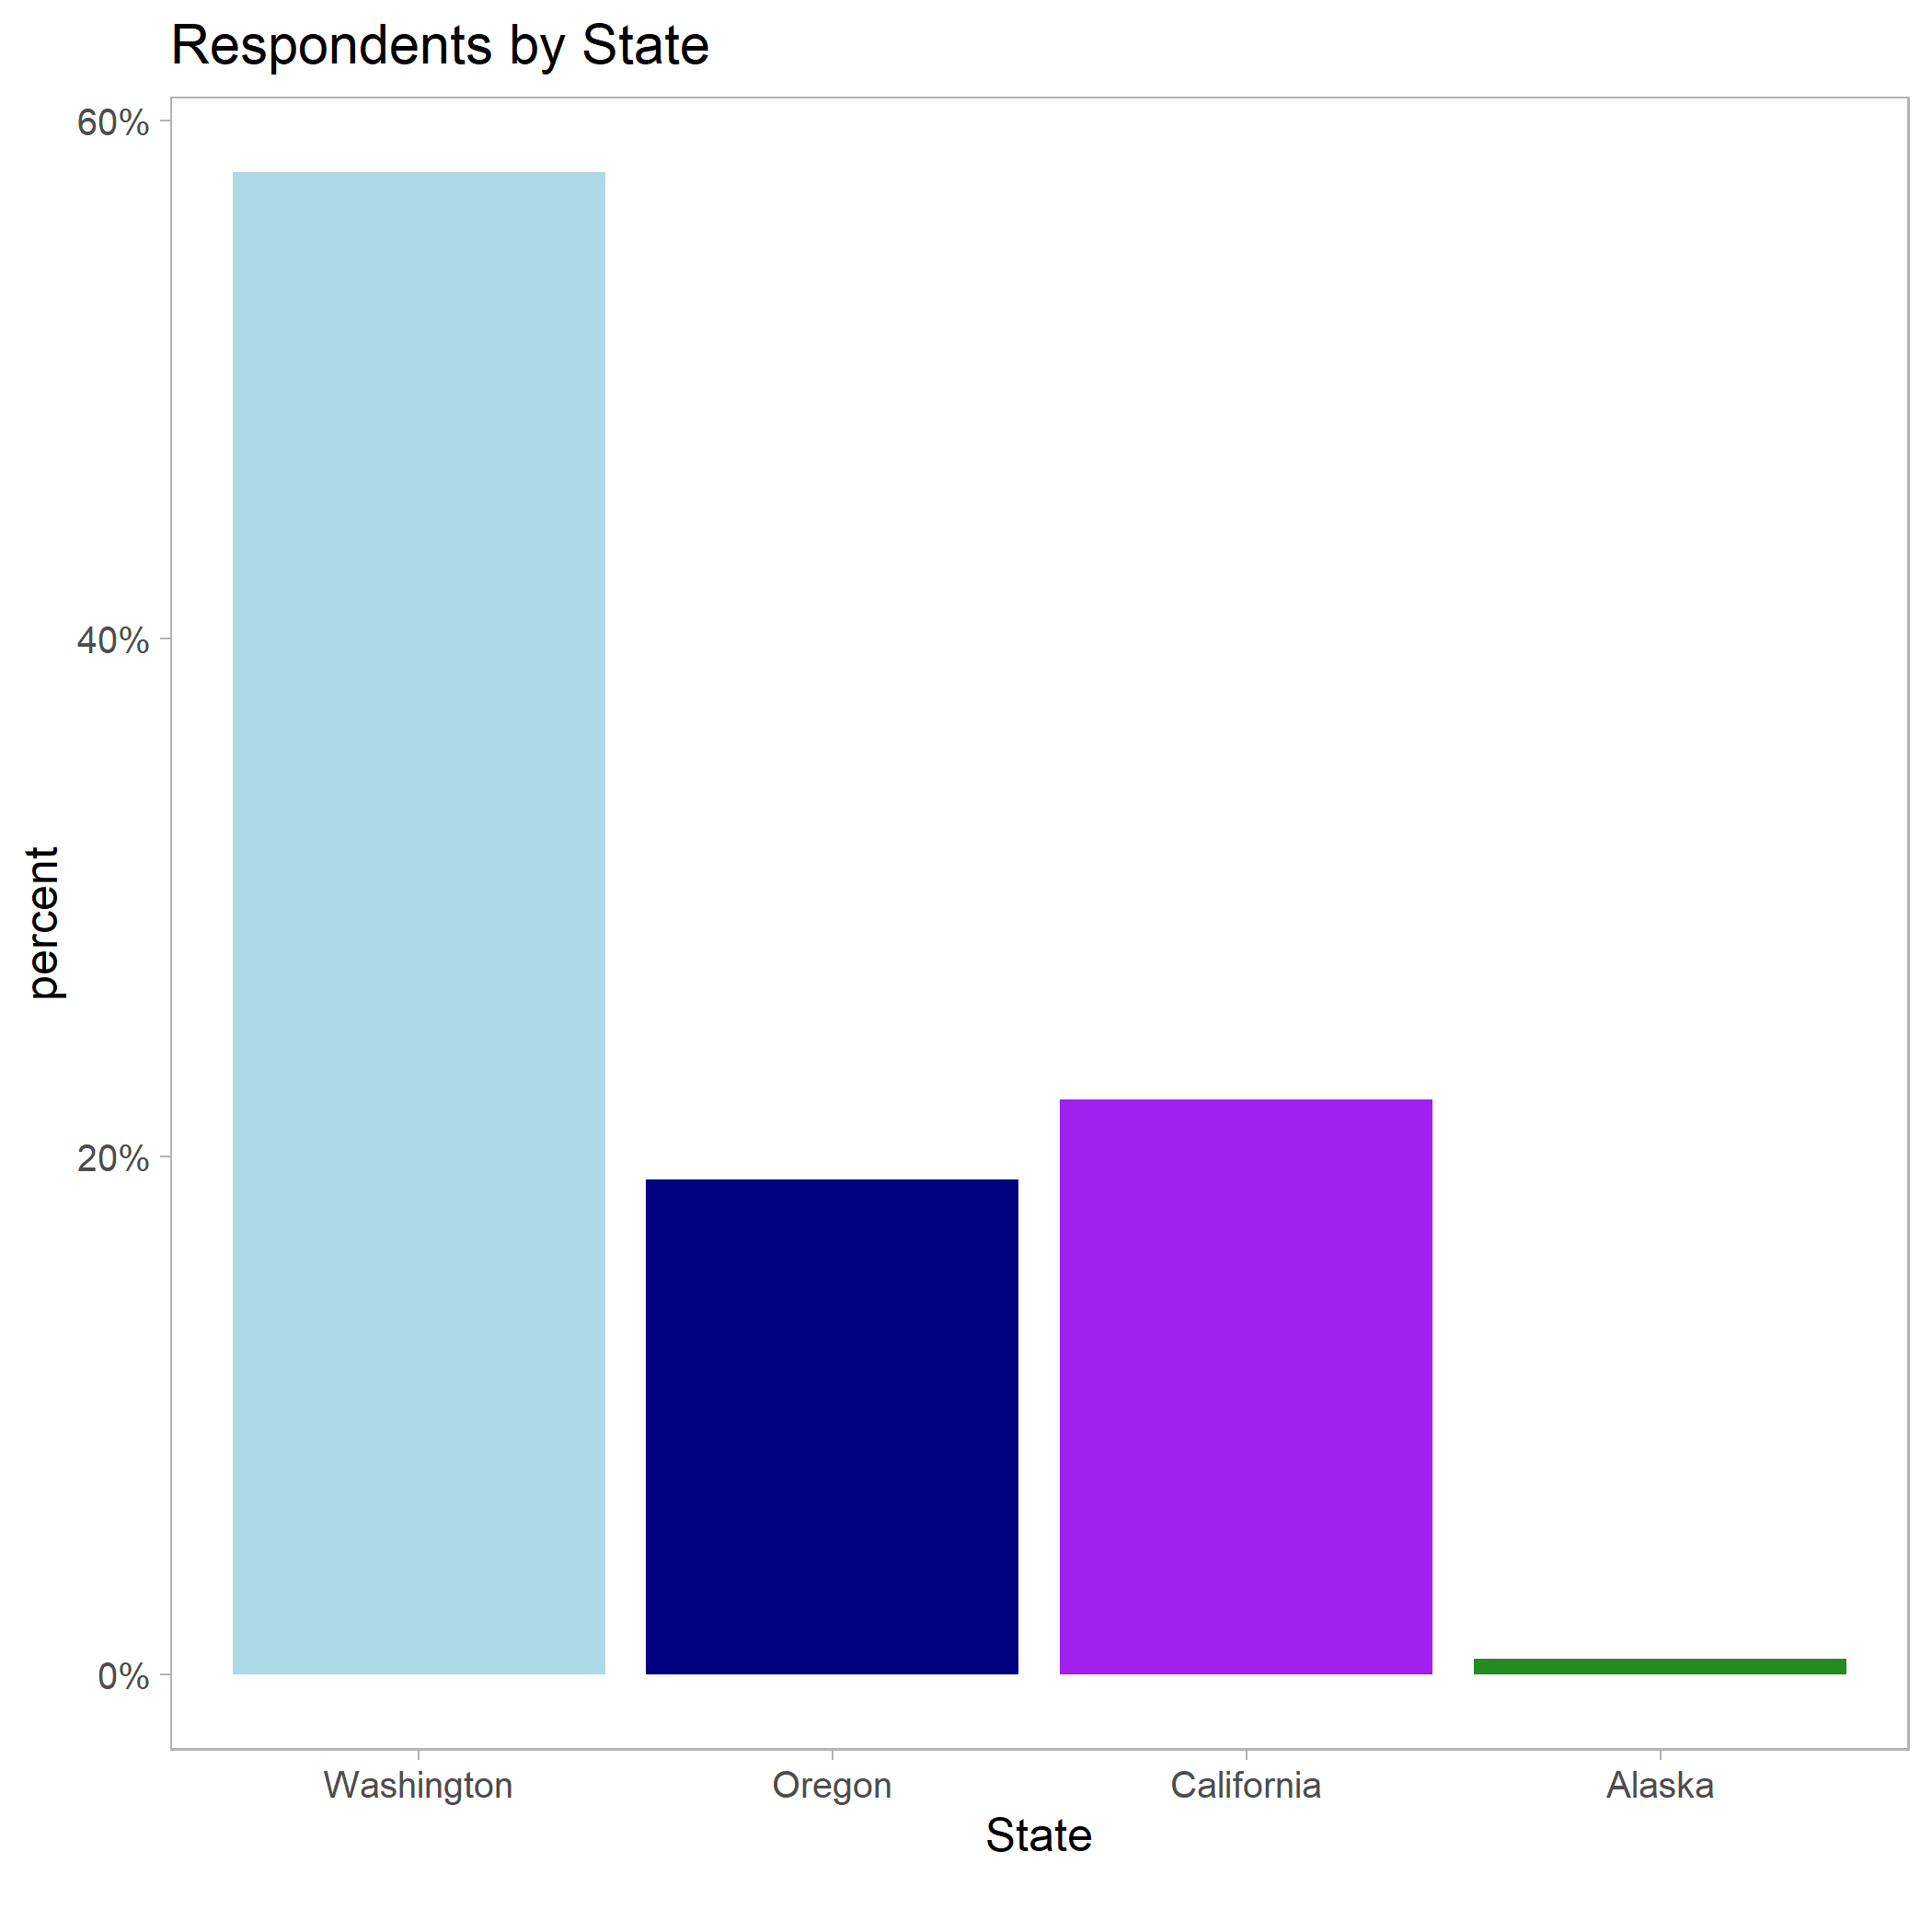 Respondents by State
60%
40%
20%
0%
percent
Washington
Oregon
California
Alaska
State